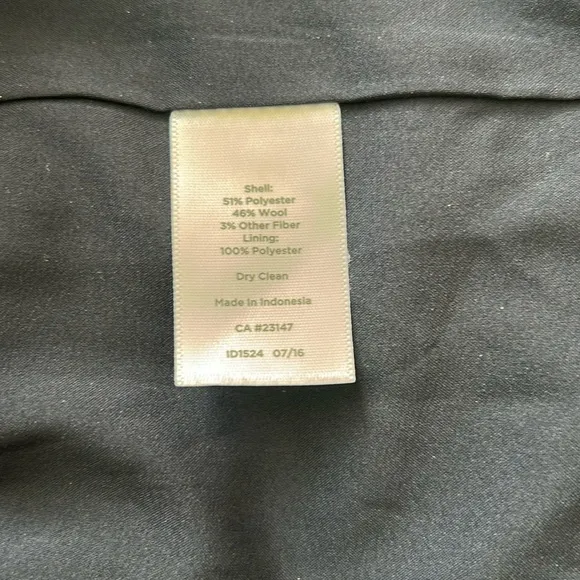 Shell:
51% Polyester
46% Wool
3% Other Fiber
Lining:
100% Polyester
Dry Clean
Made In Indonesia
CA #23147
ID1524 07/16